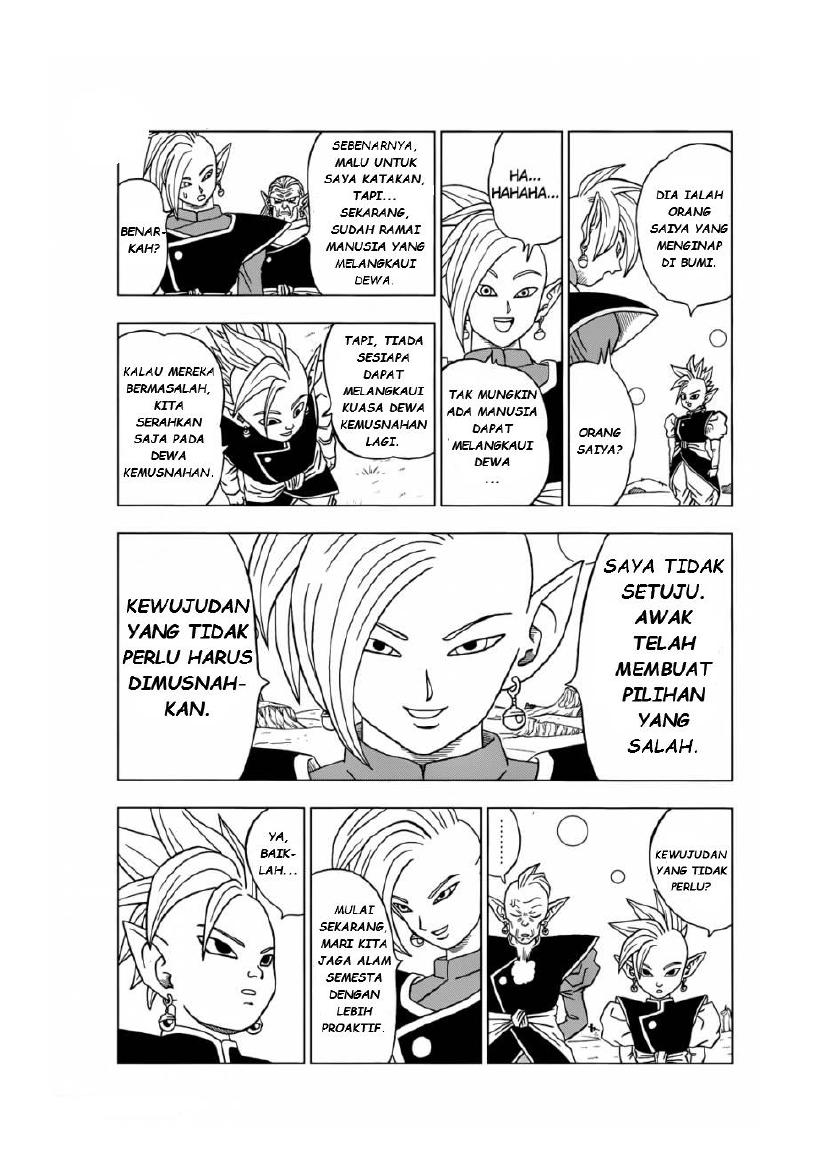 DIA IALAH
ORANG
SAIYA YANG
MENGINAP
DI BUMI.
ORANG
SAIYA?
HA...
HAHAHA...
TAK MUNGKIN
ADA MANUSIA
DAPAT
MELANGKAUI
DEWA
...
SEBENARNYA,
MALU UNTUK
SAYA KATAKAN,
TAPI...
SEKARANG,
SUDAH RAMAI
MANUSIA YANG
MELANGKAUI
DEWA.
BENAR-
KAH?
TAPI, TIADA
SESIAPA
DAPAT
MELANGKAUI
KUASA DEWA
KEMUSNAHAN
LAGI.
KALAU MEREKA
BERMASALAH,
KITA
SERAHKAN
SAJA PADA
DEWA
KEMUSNAHAN.
SAYA TIDAK
SETUJU.
AWAK
TELAH
MEMBUAT
PILIHAN
YANG
SALAH.
KEWUJUDAN
YANG TIDAK
PERLU HARUS
DIMUSNAH-
KAN.
KEWUJUDAN
YANG TIDAK
PERLU?
......
MULAI
SEKARANG,
MARI KITA
JAGA ALAM
SEMESTA
DENGAN
LEBIH
PROAKTIF.
YA,
BAIK-
LAH...